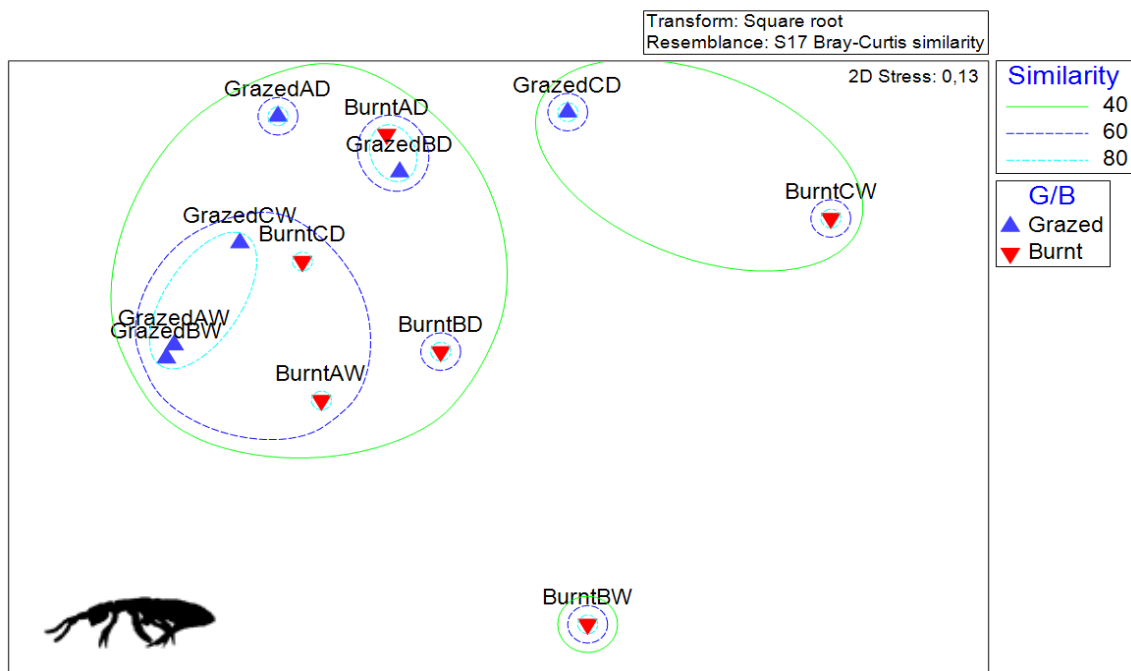 Transform: Square root
Resemblance: S17 Bray-Curtis similarity
2D Stress: 0,13
Similarity
40
60
80
G/B
Grazed
Burnt
GrazedAD
BurntAD
GrazedBD
GrazedCD
BurntCW
GrazedCW
BurntCD
GrazedAW
GrazedBW
BurntBD
BurntAW
BurntBW